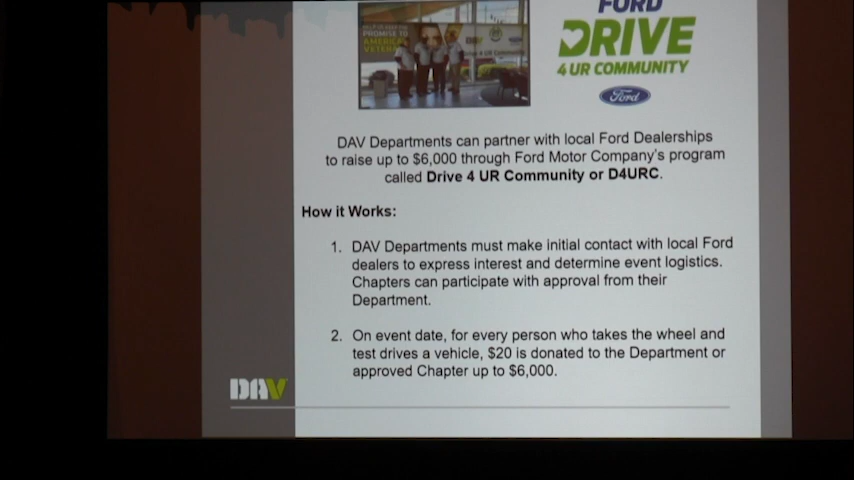 PROMISE TO
AMERICA'S
FORD
DRIVE
4 UR COMMUNITY
Ford
DAV Departments can partner with local Ford Dealerships
to raise up to $6,000 through Ford Motor Company's program
called Drive 4 UR Community or D4URC.
How it Works:
1. DAV Departments must make initial contact with local Ford
dealers to express interest and determine event logistics.
Chapters can participate with approval from their
Department.
2. On event date, for every person who takes the wheel and
test drives a vehicle, $20 is donated to the Department or
approved Chapter up to $6,000.
DAV